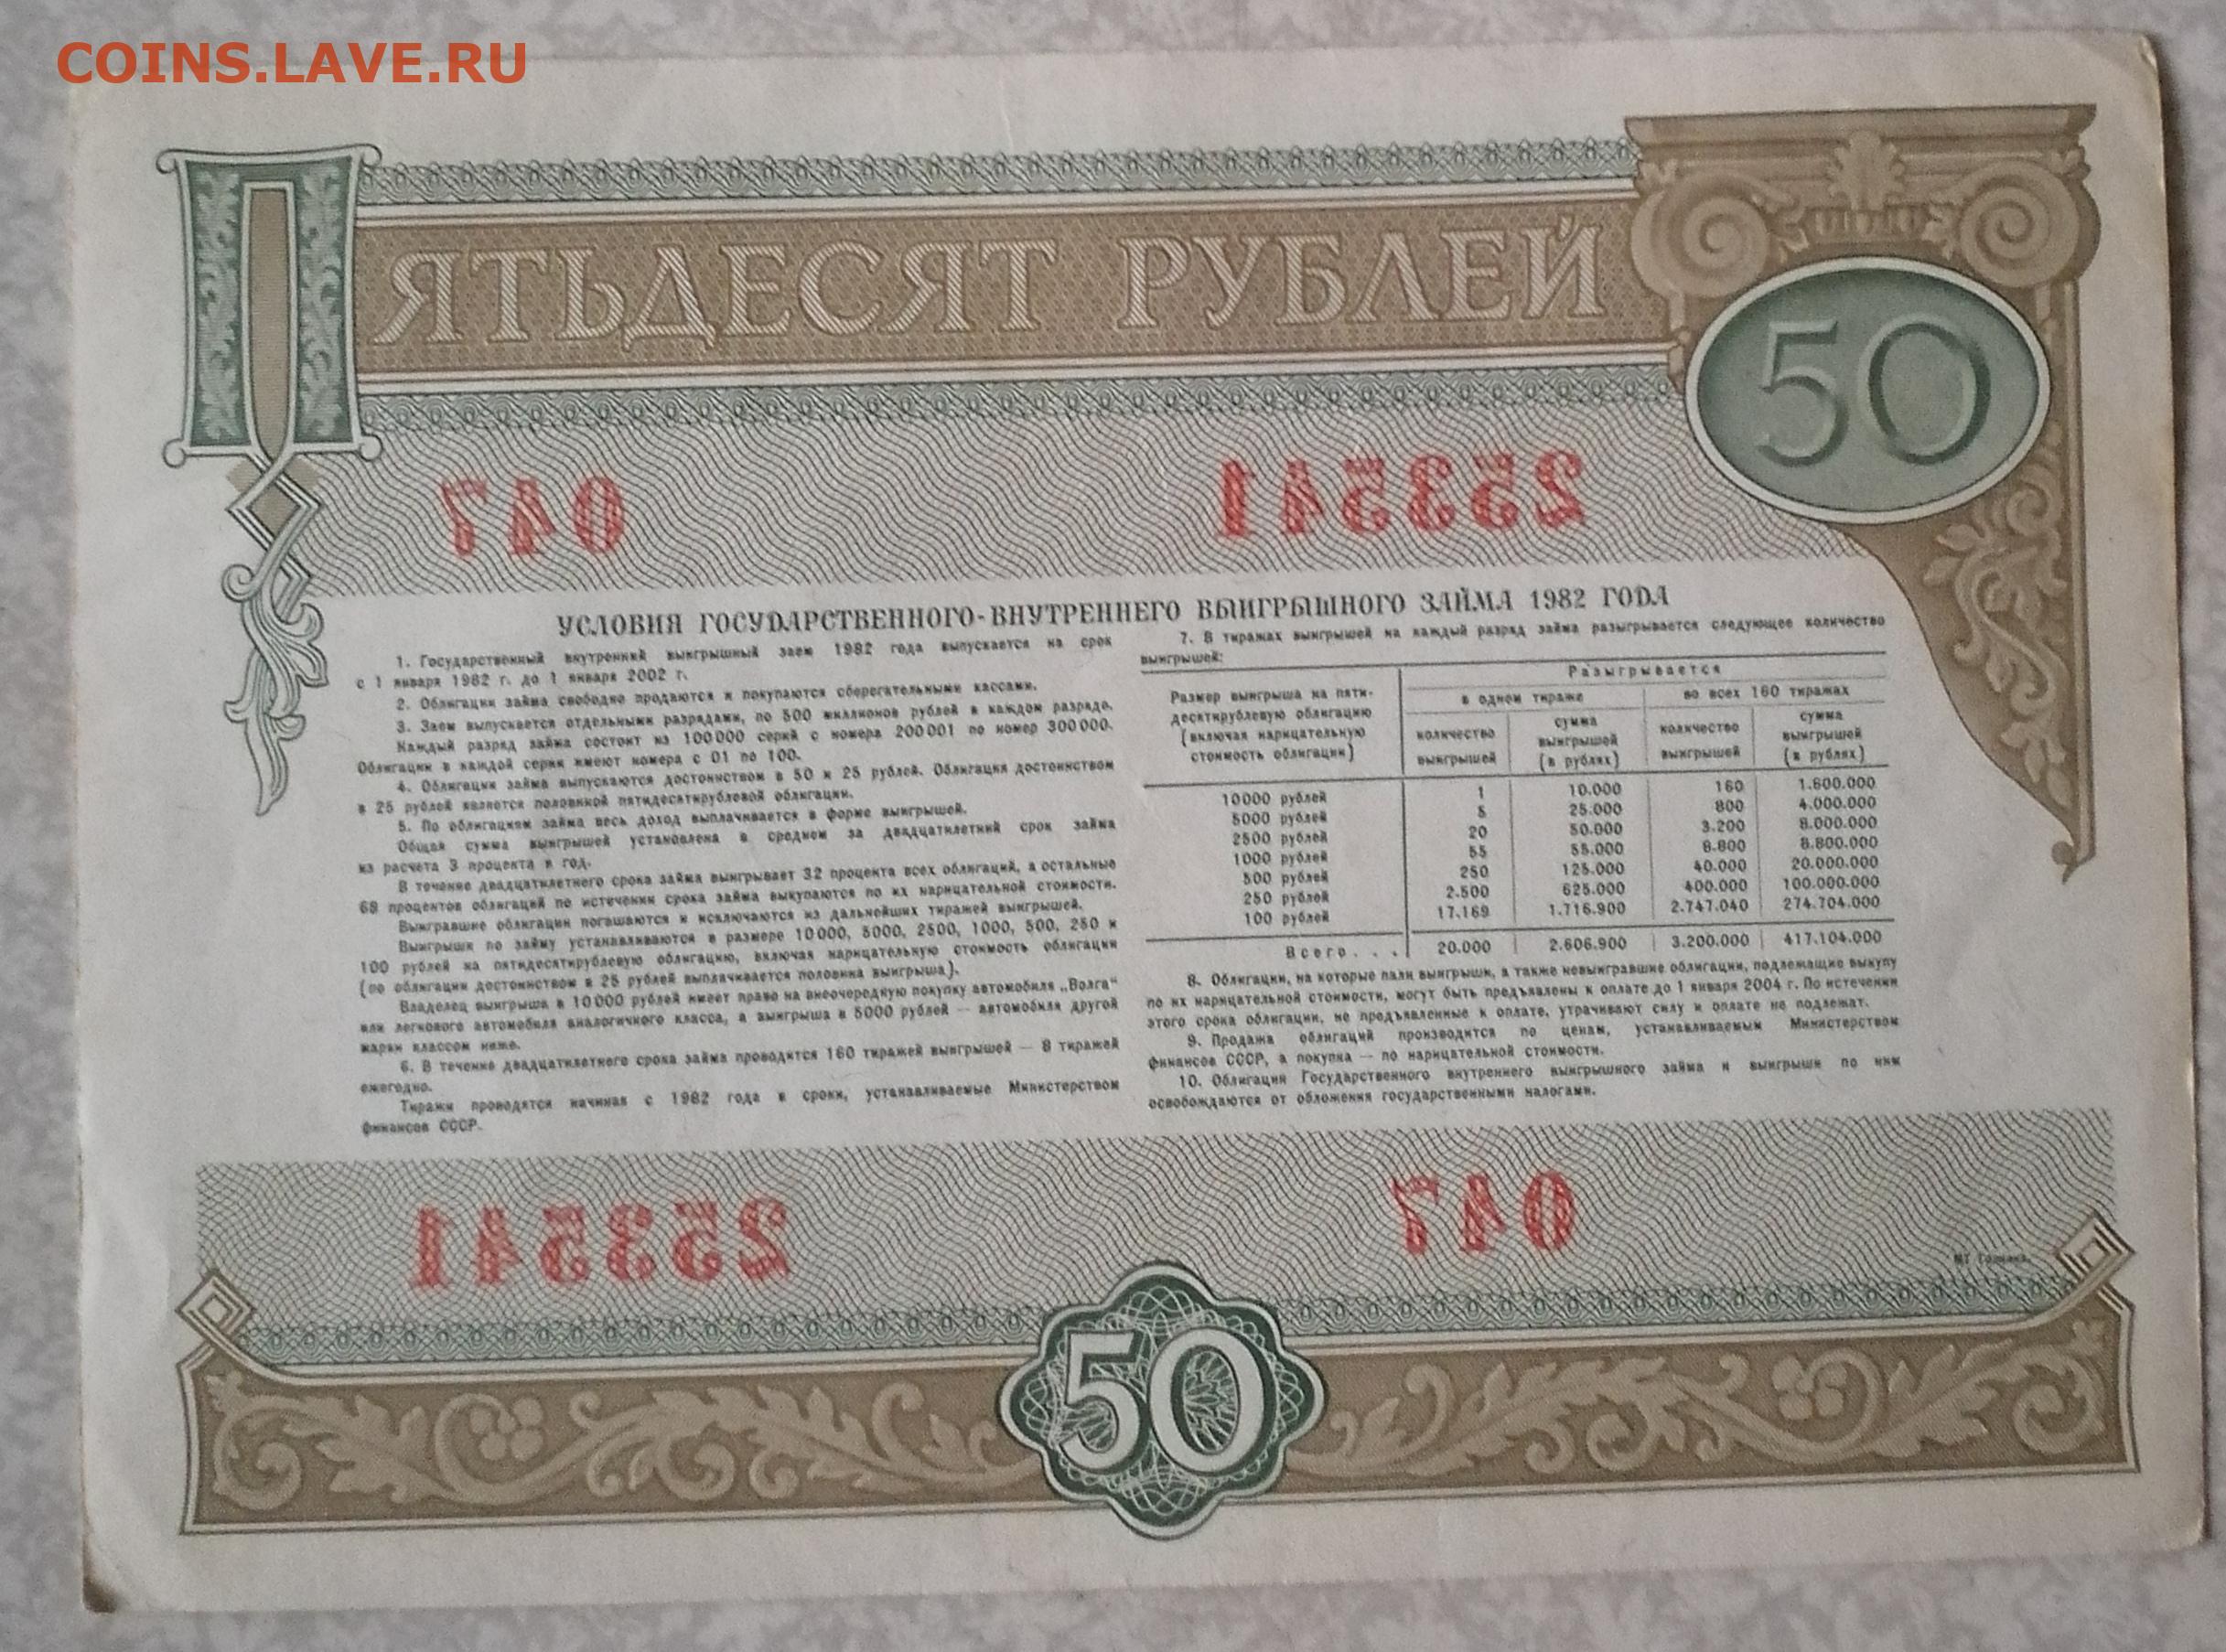 COINS.LAVE.RU
ПЯТЬДЕСЯТ РУБЛЕЙ
50
047 253541
УСЛОВИЯ ГОСУДАРСТВЕННОГО-ВНУТРЕННЕГО ВЫИГРЫШНОГО ЗАЙМА 1982 ГОДА
1. Государственный внутренний выигрышный заем 1982 года выпускается на срок
с 1 января 1982 г. до 1 января 2002 г.
2. Облигации займа свободно продаются и покупаются сберегательными кассами.
3. Заем выпускается отдельными разрядами, по 500 миллионов рублей в каждом разряде.
Каждый разряд займа состоит из 100000 серий с номера 200001 по номер 300000.
Облигации в каждой серии имеют номера с 01 по 100.
4. Облигации займа выпускаются достоинством в 50 и 25 рублей. Облигация достоинством
в 25 рублей является половиной пятидесятирублевой облигации.
5. По облигациям займа весь доход выплачивается в форме выигрышей.
Общая сумма выигрышей установлена в среднем за двадцатилетний срок займа
из расчета 3 процента в год.
В течение двадцатилетнего срока займа выигрывает 32 процента всех облигаций, а остальные
68 процентов облигаций по истечении срока займа выкупаются по их нарицательной стоимости.
Выигравшие облигации погашаются и исключаются из дальнейших тиражей выигрышей.
Выигрыши по займу устанавливаются в размере 10000, 5000, 2500, 1000, 500, 250 и
100 рублей на пятидесятирублевую облигацию, включая нарицательную стоимость облигации
(по облигации достоинством в 25 рублей выплачивается половина выигрыша).
Владелец выигрыша в 10000 рублей имеет право на внеочередную покупку автомобиля „Волга“
или легкового автомобиля аналогичного класса, а выигрыша в 5000 рублей — автомобиля другой
марки классом ниже.
6. В течение двадцатилетнего срока займа проводится 160 тиражей выигрышей — 8 тиражей
ежегодно.
Тиражи проводятся начиная с 1982 года в сроки, устанавливаемые Министерством
финансов СССР.
7. В тиражах выигрышей на каждый разряд займа разыгрывается следующее количество
выигрышей:
Размер выигрыша на пяти-
десятирублевую облигацию
(включая нарицательную
стоимость облигации)
Разыгрывается
в одном тираже во всех 160 тиражах
количество выигрышей сумма выигрышей (в рублях) количество выигрышей сумма выигрышей (в рублях)
10000 рублей 1 10.000 160 1.600.000
5000 рублей 5 25.000 800 4.000.000
2500 рублей 20 50.000 3.200 8.000.000
1000 рублей 55 55.000 8.800 8.800.000
500 рублей 250 125.000 40.000 20.000.000
250 рублей 2.500 625.000 400.000 100.000.000
100 рублей 17.169 1.716.900 2.747.040 274.704.000
Всего... 20.000 2.606.900 3.200.000 417.104.000
8. Облигации, на которые пали выигрыши, а также невыигравшие облигации, подлежащие выкупу
по их нарицательной стоимости, могут быть предъявлены к оплате до 1 января 2004 г. По истечении
этого срока облигации, не предъявленные к оплате, утрачивают силу и оплате не подлежат.
9. Продажа облигаций производится по ценам, устанавливаемым Министерством
финансов СССР, а покупка — по нарицательной стоимости.
10. Облигации Государственного внутреннего выигрышного займа и выигрыши по ним
освобождаются от обложения государственными налогами.
253541 047
МТ Гознака.
50